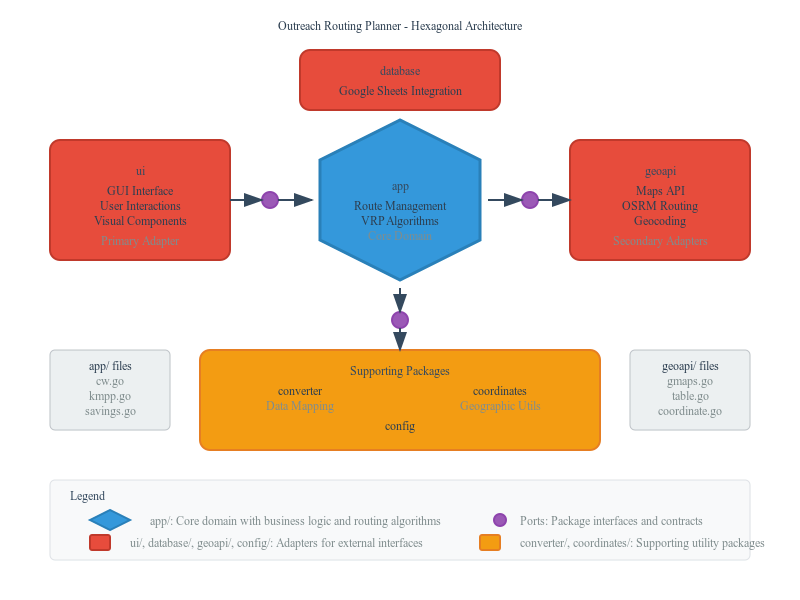 Outreach Routing Planner - Hexagonal Architecture
database
Google Sheets Integration
ui
GUI Interface
User Interactions
Visual Components
Primary Adapter
app
Route Management
VRP Algorithms
Core Domain
geoapi
Maps API
OSRM Routing
Geocoding
Secondary Adapters
app/ files
cw.go
kmpp.go
savings.go
Supporting Packages
converter
Data Mapping
coordinates
Geographic Utils
config
geoapi/ files
gmaps.go
table.go
coordinate.go
Legend
app/: Core domain with business logic and routing algorithms
Ports: Package interfaces and contracts
ui/, database/, geoapi/, config/: Adapters for external interfaces
converter/, coordinates/: Supporting utility packages